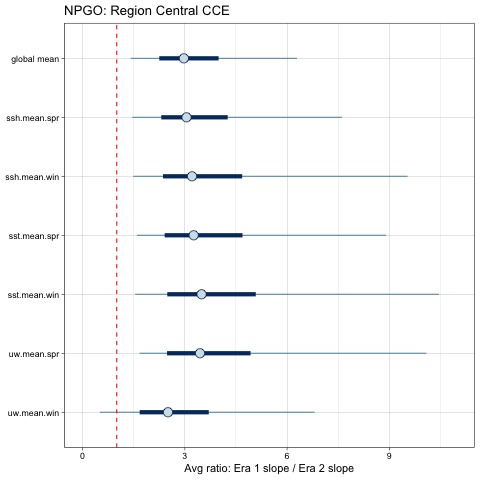 NPGO: Region Central CCE
global mean
ssh.mean.spr
ssh.mean.win
sst.mean.spr
sst.mean.win
uw.mean.spr
uw.mean.win
0 3 6 9
Avg ratio: Era 1 slope / Era 2 slope